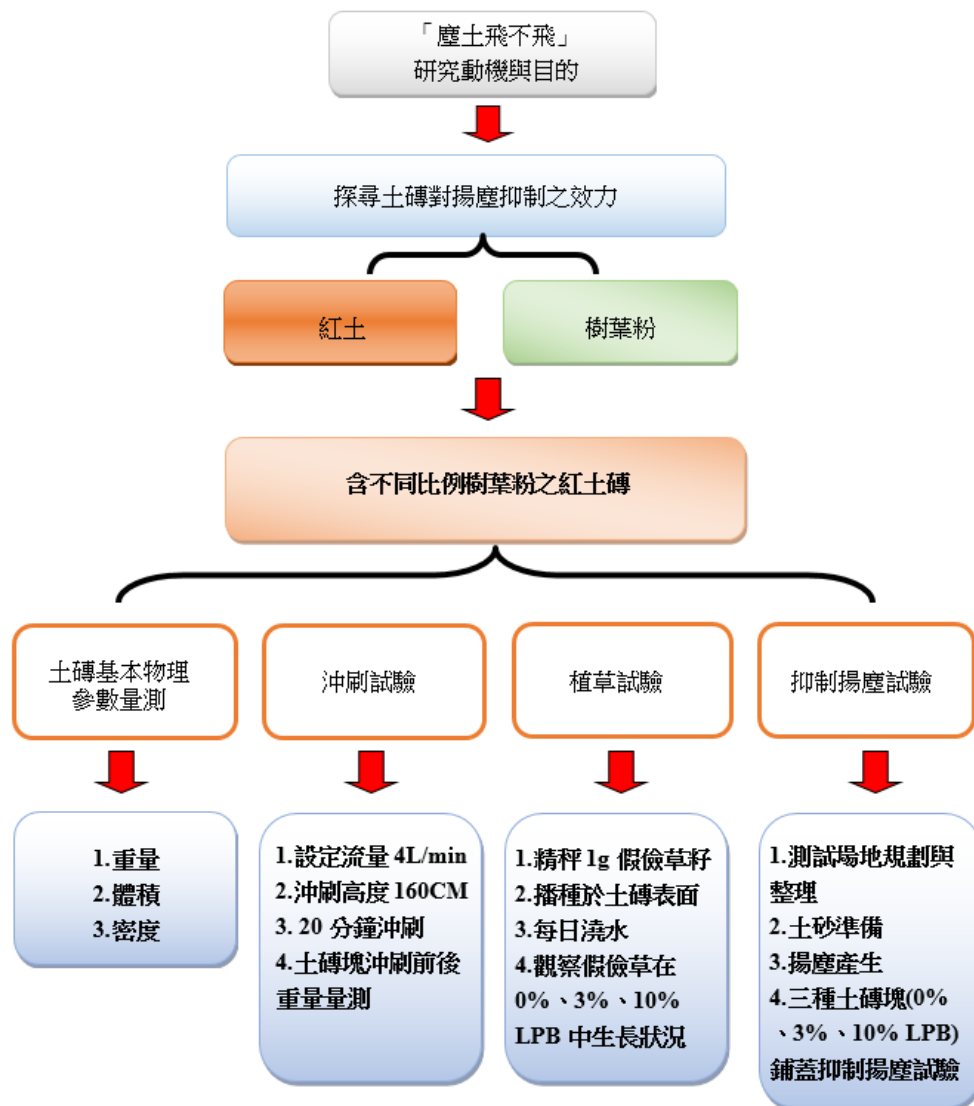 「塵土飛不飛」
研究動機與目的
探尋土磚對揚塵抑制之效力
紅土
樹葉粉
含不同比例樹葉粉之紅土磚
土磚基本物理
參數量測
沖刷試驗
植草試驗
抑制揚塵試驗
1.重量
2.體積
3.密度
1.設定流量 4L/min
2.沖刷高度 160CM
3. 20 分鐘沖刷
4.土磚塊沖刷前後
重量量測
1.精秤 1g 假儉草籽
2.播種於土磚表面
3.每日澆水
4.觀察假儉草在
0%、3%、10%
LPB 中生長狀況
1.測試場地規劃與
整理
2.土砂準備
3.揚塵產生
4.三種土磚塊(0%
、3%、10% LPB)
鋪蓋抑制揚塵試驗